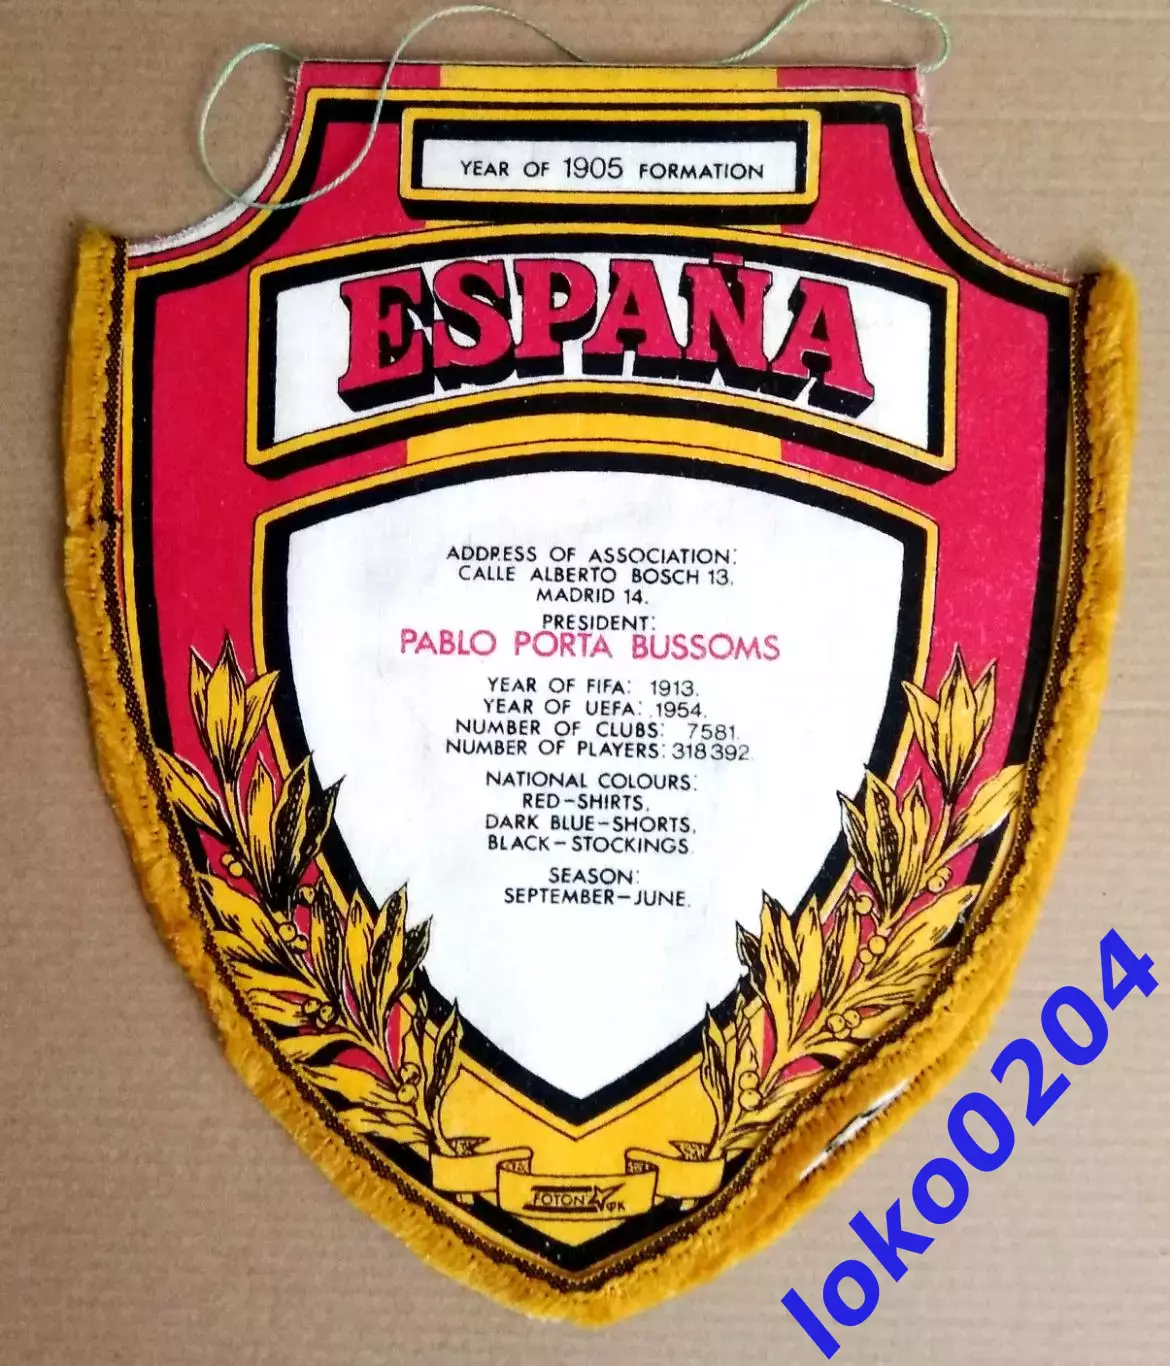 YEAR OF 1905 FORMATION
ESPAÑA
ADDRESS OF ASSOCIATION:
CALLE ALBERTO BOSCH 13,
MADRID 14.
PRESIDENT:
PABLO PORTA BUSSOMS
YEAR OF FIFA: 1913.
YEAR OF UEFA: 1954.
NUMBER OF CLUBS: 7581.
NUMBER OF PLAYERS: 318392.
NATIONAL COLOURS:
RED-SHIRTS,
DARK BLUE-SHORTS,
BLACK-STOCKINGS.
SEASON:
SEPTEMBER-JUNE.
FOTON ФК
loko0204